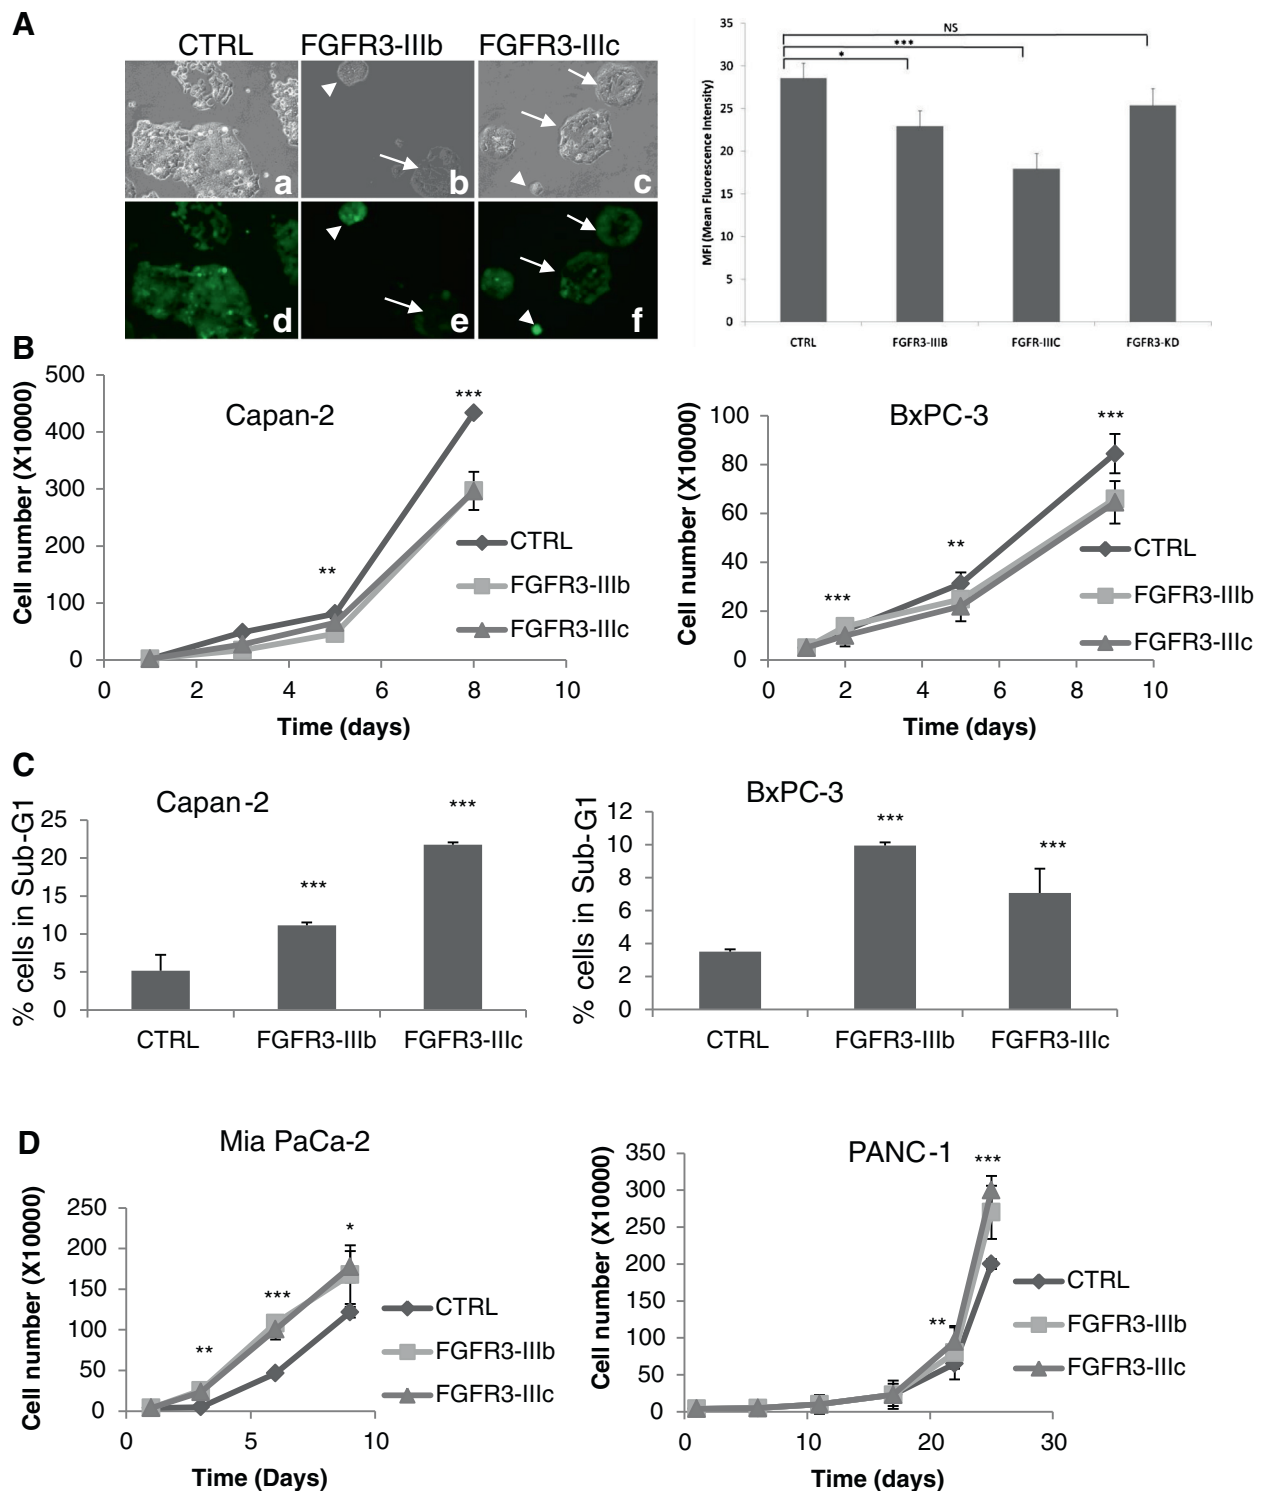 A
CTRL FGFR3-IIIb FGFR3-IIIc
a b c
d e f
MFI (Mean Fluorescence Intensity)
35
30
25
20
15
10
5
0
NS
***
*
CTRL FGFR3-IIIB FGFR-IIIC FGFR3-KD
B
Capan-2
Cell number (X10000)
500
400
300
200
100
0
0 2 4 6 8 10
Time (days)
**
***
CTRL
FGFR3-IIIb
FGFR3-IIIc
BxPC-3
Cell number (X10000)
100
80
60
40
20
0
0 2 4 6 8 10
Time (days)
***
**
***
CTRL
FGFR3-IIIb
FGFR3-IIIc
C
Capan-2
% cells in Sub-G1
25
20
15
10
5
0
***
***
CTRL FGFR3-IIIb FGFR3-IIIc
BxPC-3
% cells in Sub-G1
12
10
8
6
4
2
0
***
***
CTRL FGFR3-IIIb FGFR3-IIIc
D
Mia PaCa-2
Cell number (X10000)
250
200
150
100
50
0
0 5 10
Time (Days)
**
***
*
CTRL
FGFR3-IIIb
FGFR3-IIIc
PANC-1
Cell number (X10000)
350
300
250
200
150
100
50
0
0 10 20 30
Time (days)
**
***
CTRL
FGFR3-IIIb
FGFR3-IIIc